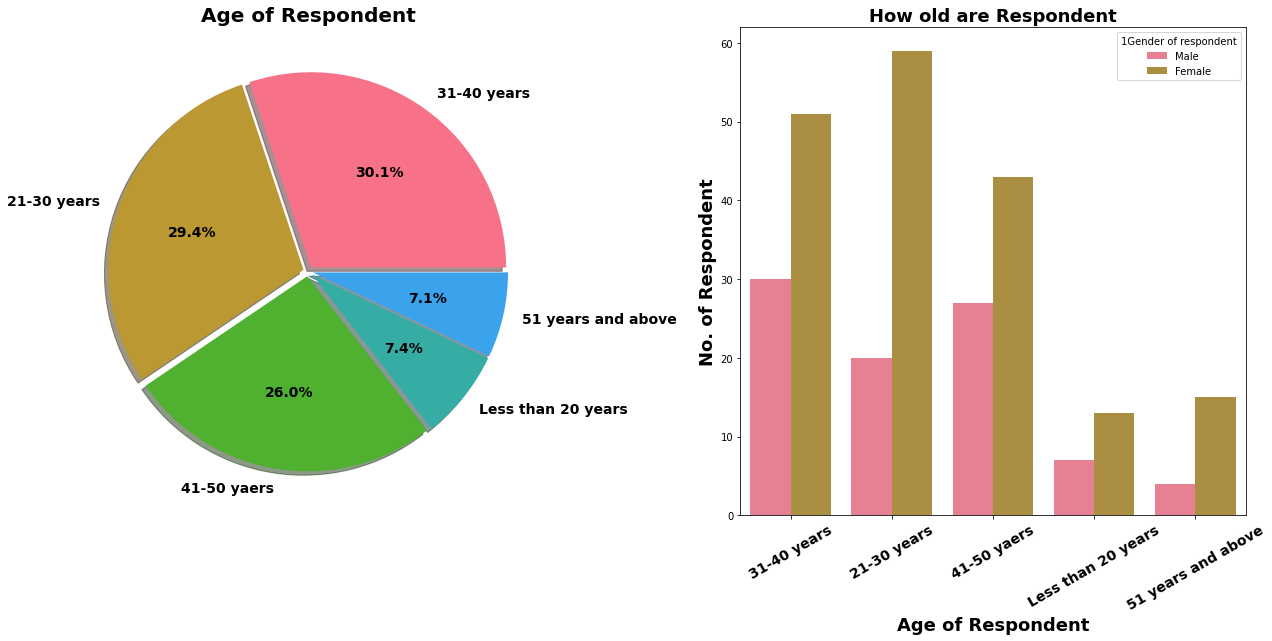 Age of Respondent
31-40 years
30.1%
21-30 years
29.4%
7.1%
51 years and above
7.4%
26.0%
Less than 20 years
41-50 yaers
How old are Respondent
1Gender of respondent
Male
Female
No. of Respondent
60
50
40
30
20
10
0
31-40 years
21-30 years
41-50 yaers
Less than 20 years
51 years and above
Age of Respondent